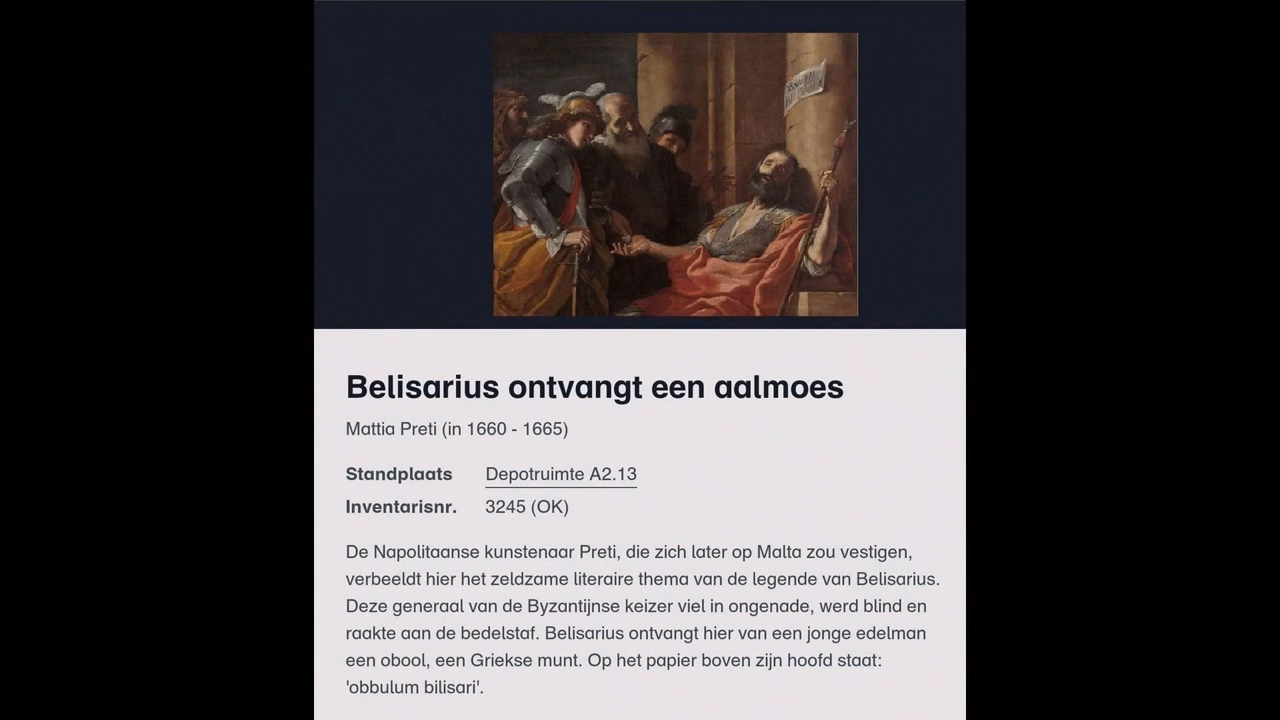 Belisarius ontvangt een aalmoes
Mattia Preti (in 1660 - 1665)
Standplaats Depotruimte A2.13
Inventarisnr. 3245 (OK)
De Napolitaanse kunstenaar Preti, die zich later op Malta zou vestigen,
verbeeldt hier het zeldzame literaire thema van de legende van Belisarius.
Deze generaal van de Byzantijnse keizer viel in ongenade, werd blind en
raakte aan de bedelstaf. Belisarius ontvangt hier van een jonge edelman
een obool, een Griekse munt. Op het papier boven zijn hoofd staat:
'obbulum bilisari'.